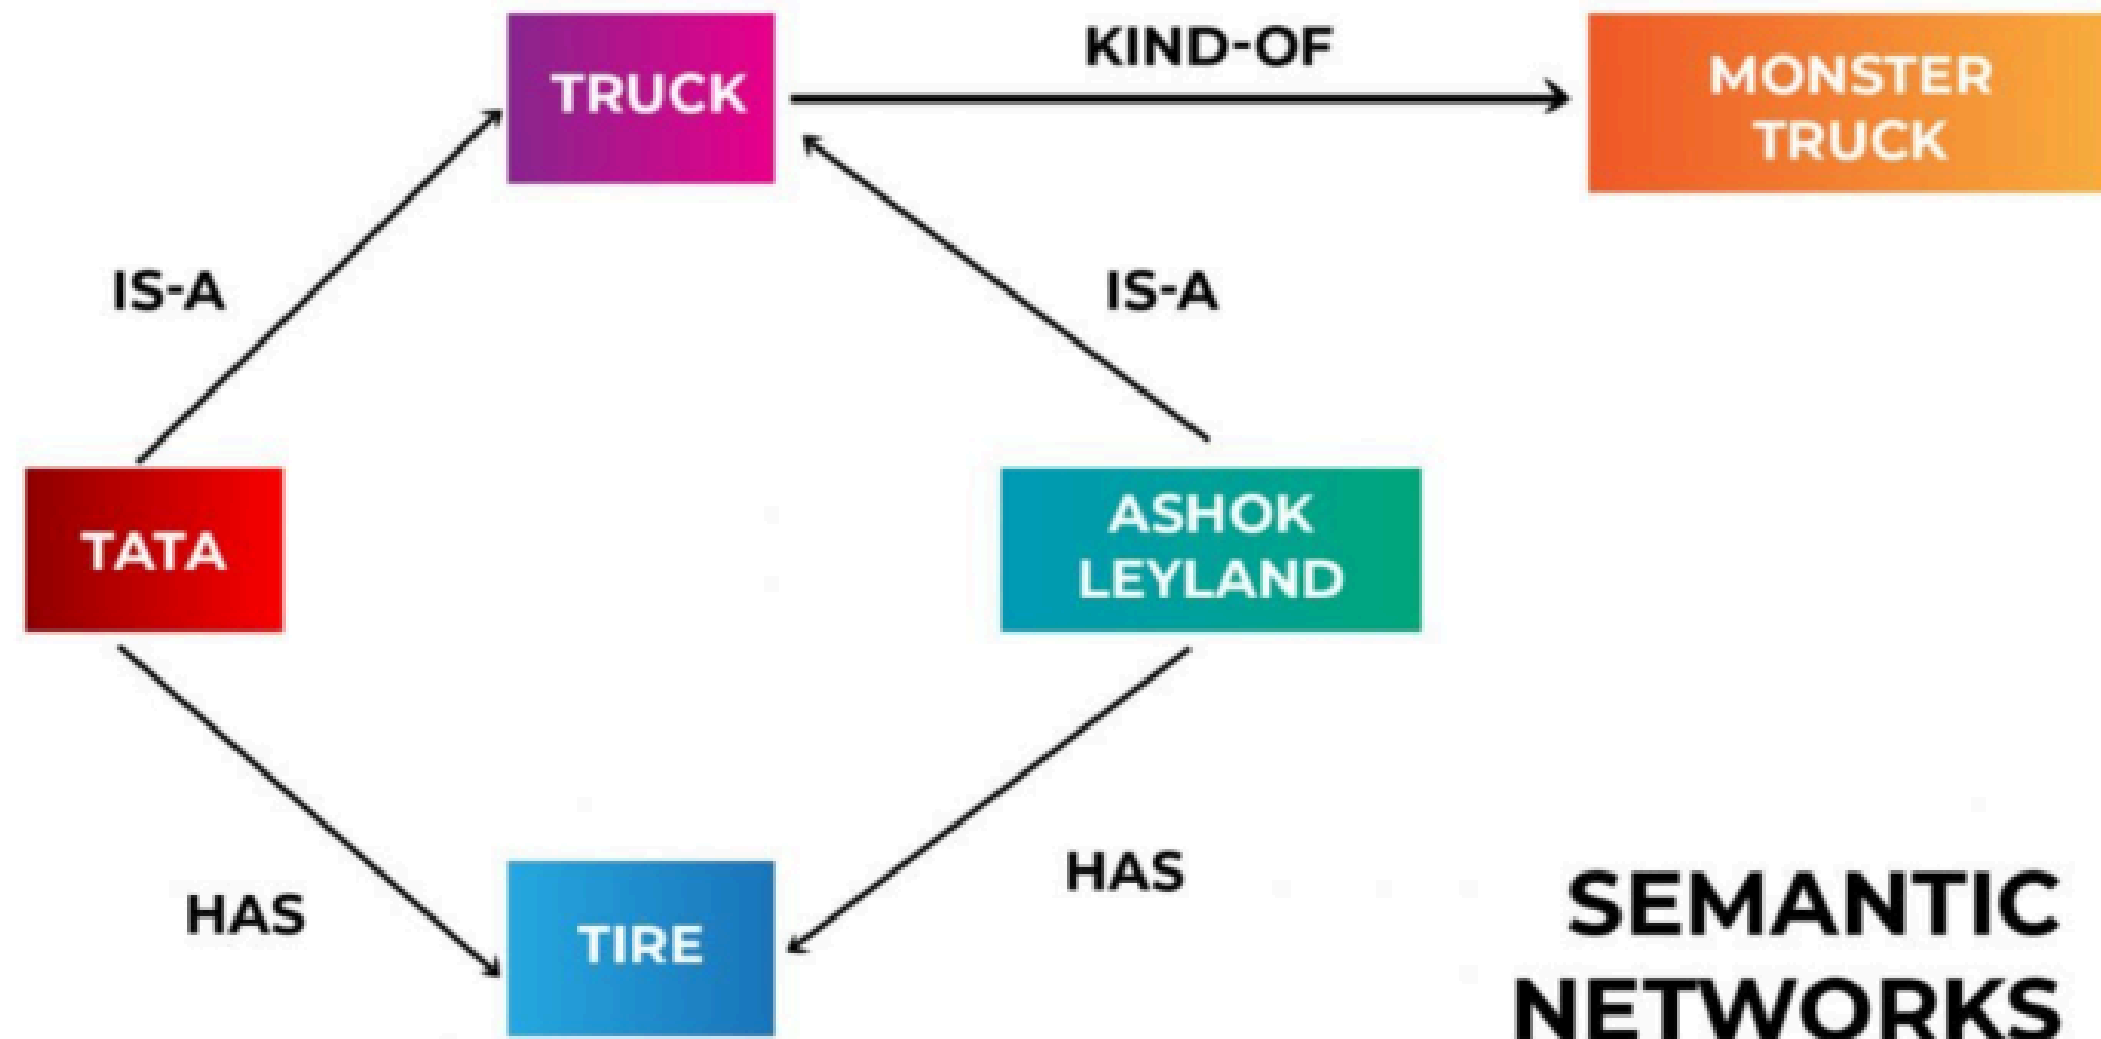 KIND-OF
TRUCK
MONSTER
TRUCK
IS-A
IS-A
TATA
ASHOK
LEYLAND
HAS
HAS
TIRE
SEMANTIC
NETWORKS